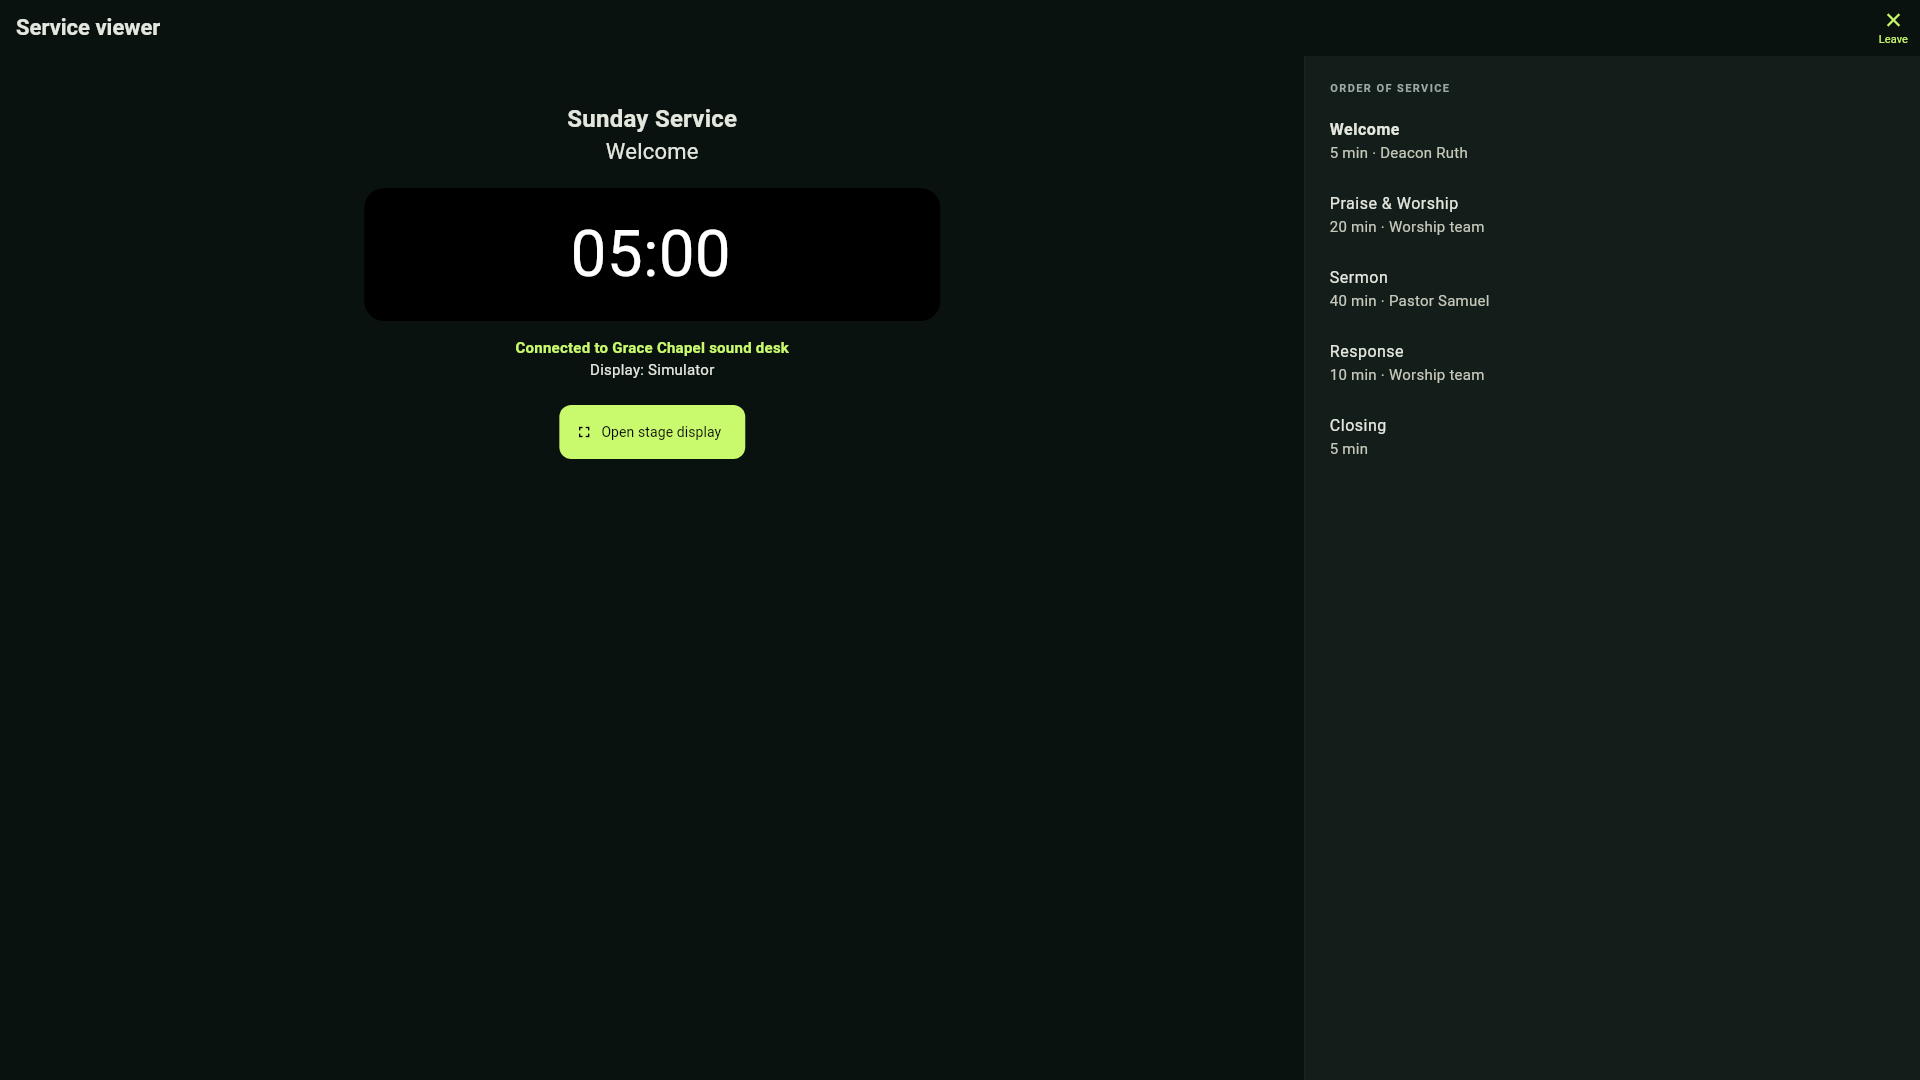 Service viewer
Leave
Sunday Service
Welcome
05:00
Connected to Grace Chapel sound desk
Display: Simulator
Open stage display
ORDER OF SERVICE
Welcome
5 min · Deacon Ruth
Praise & Worship
20 min · Worship team
Sermon
40 min · Pastor Samuel
Response
10 min · Worship team
Closing
5 min